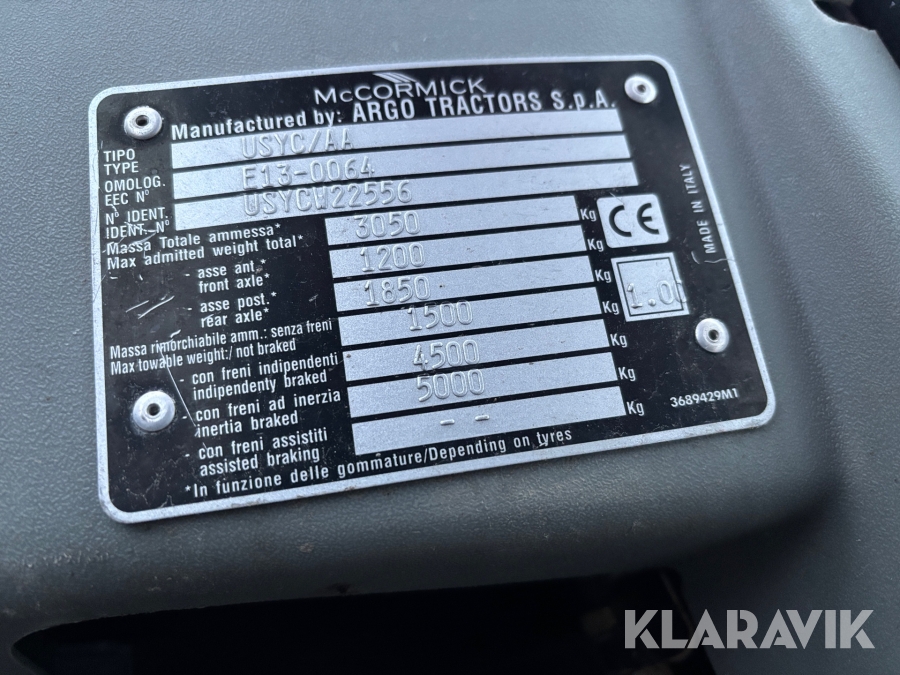 McCORMICK
Manufactured by: ARGO TRACTORS S.p.A.
TIPO
TYPE USYC/AA
OMOLOG.
EEC N° E13-0064
N° IDENT.
IDENT. N° USYCW22556
Massa Totale ammessa*
Max admitted weight total* 3050 Kg
- asse ant.*
front axle* 1200 Kg
- asse post.*
rear axle* 1850 Kg
Massa rimorchiabile amm.: senza freni
Max towable weight:/ not braked 1500 Kg
- con freni indipendenti
indipendenty braked 4500 Kg
- con freni ad inerzia
inertia braked 5000 Kg
- con freni assistiti
assisted braking -- Kg
*In funzione delle gommature/Depending on tyres
CE
1.00
MADE IN ITALY
3689429M1
KLARAVIK